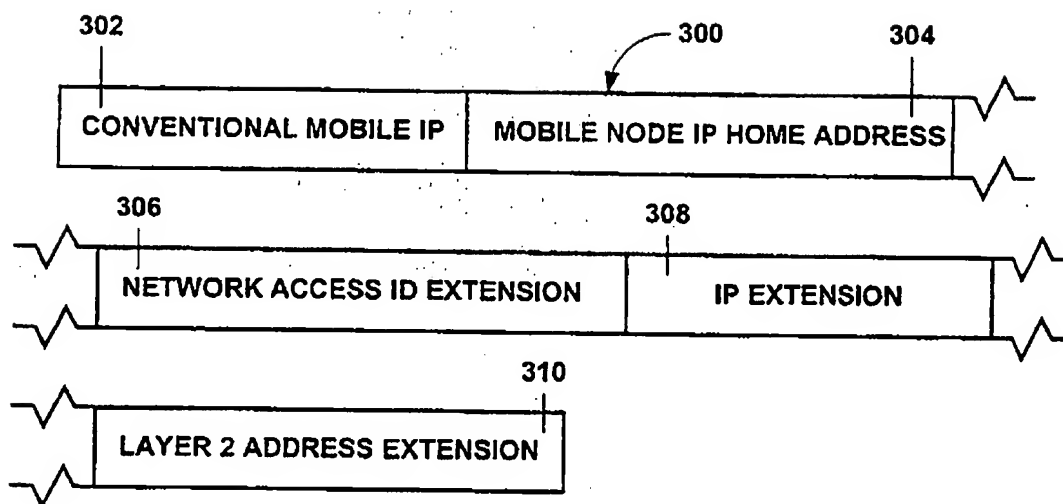 302
300
304
CONVENTIONAL MOBILE IP
MOBILE NODE IP HOME ADDRESS
306
308
NETWORK ACCESS ID EXTENSION
IP EXTENSION
310
LAYER 2 ADDRESS EXTENSION